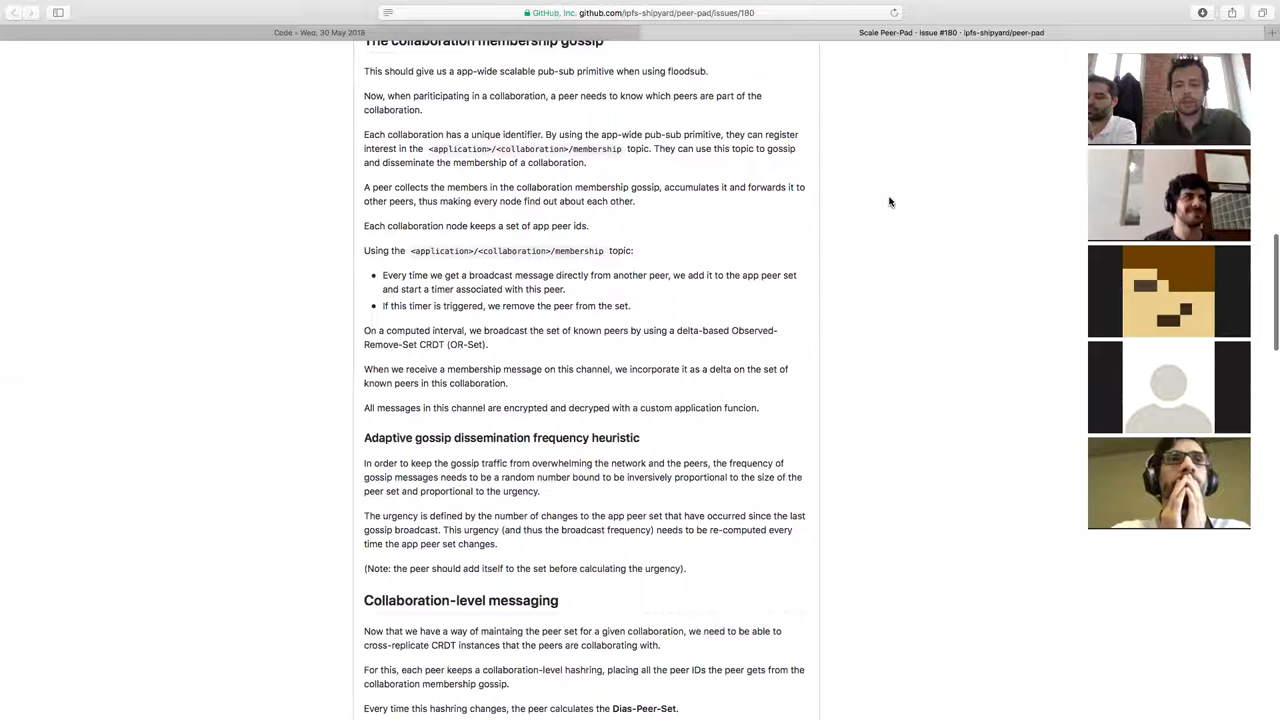 GitHub, Inc. github.com/ipfs-shipyard/peer-pad/issues/180
Code – Wed, 30 May 2018
Scale Peer-Pad · Issue #180 · ipfs-shipyard/peer-pad
The collaboration membership gossip
This should give us a app-wide scalable pub-sub primitive when using floodsub.
Now, when pariticipating in a collaboration, a peer needs to know which peers are part of the
collaboration.
Each collaboration has a unique identifier. By using the app-wide pub-sub primitive, they can register
interest in the <application>/<collaboration>/membership topic. They can use this topic to gossip
and disseminate the membership of a collaboration.
A peer collects the members in the collaboration membership gossip, accumulates it and forwards it to
other peers, thus making every node find out about each other.
Each collaboration node keeps a set of app peer ids.
Using the <application>/<collaboration>/membership topic:
• Every time we get a broadcast message directly from another peer, we add it to the app peer set
and start a timer associated with this peer.
• If this timer is triggered, we remove the peer from the set.
On a computed interval, we broadcast the set of known peers by using a delta-based Observed-
Remove-Set CRDT (OR-Set).
When we receive a membership message on this channel, we incorporate it as a delta on the set of
known peers in this collaboration.
All messages in this channel are encrypted and decryped with a custom application funcion.
Adaptive gossip dissemination frequency heuristic
In order to keep the gossip traffic from overwhelming the network and the peers, the frequency of
gossip messages needs to be a random number bound to be inversively proportional to the size of the
peer set and proportional to the urgency.
The urgency is defined by the number of changes to the app peer set that have occurred since the last
gossip broadcast. This urgency (and thus the broadcast frequency) needs to be re-computed every
time the app peer set changes.
(Note: the peer should add itself to the set before calculating the urgency).
Collaboration-level messaging
Now that we have a way of maintaing the peer set for a given collaboration, we need to be able to
cross-replicate CRDT instances that the peers are collaborating with.
For this, each peer keeps a collaboration-level hashring, placing all the peer IDs the peer gets from the
collaboration membership gossip.
Every time this hashring changes, the peer calculates the Dias-Peer-Set.